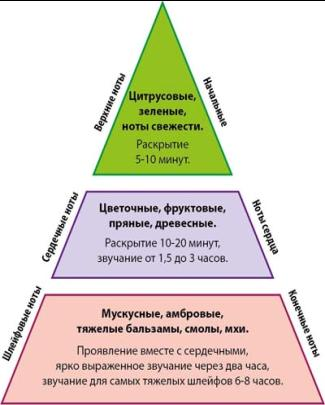 Верхние ноты
Начальные
Цитрусовые,
зеленые,
ноты свежести.
Раскрытие
5-10 минут.
Сердечные ноты
Ноты сердца
Цветочные, фруктовые,
пряные, древесные.
Раскрытие 10-20 минут,
звучание от 1,5 до 3 часов.
Шлейфовые ноты
Конечные ноты
Мускусные, амбровые,
тяжелые бальзамы, смолы, мхи.
Проявление вместе с сердечными,
ярко выраженное звучание через два часа,
звучание для самых тяжелых шлейфов 6-8 часов.